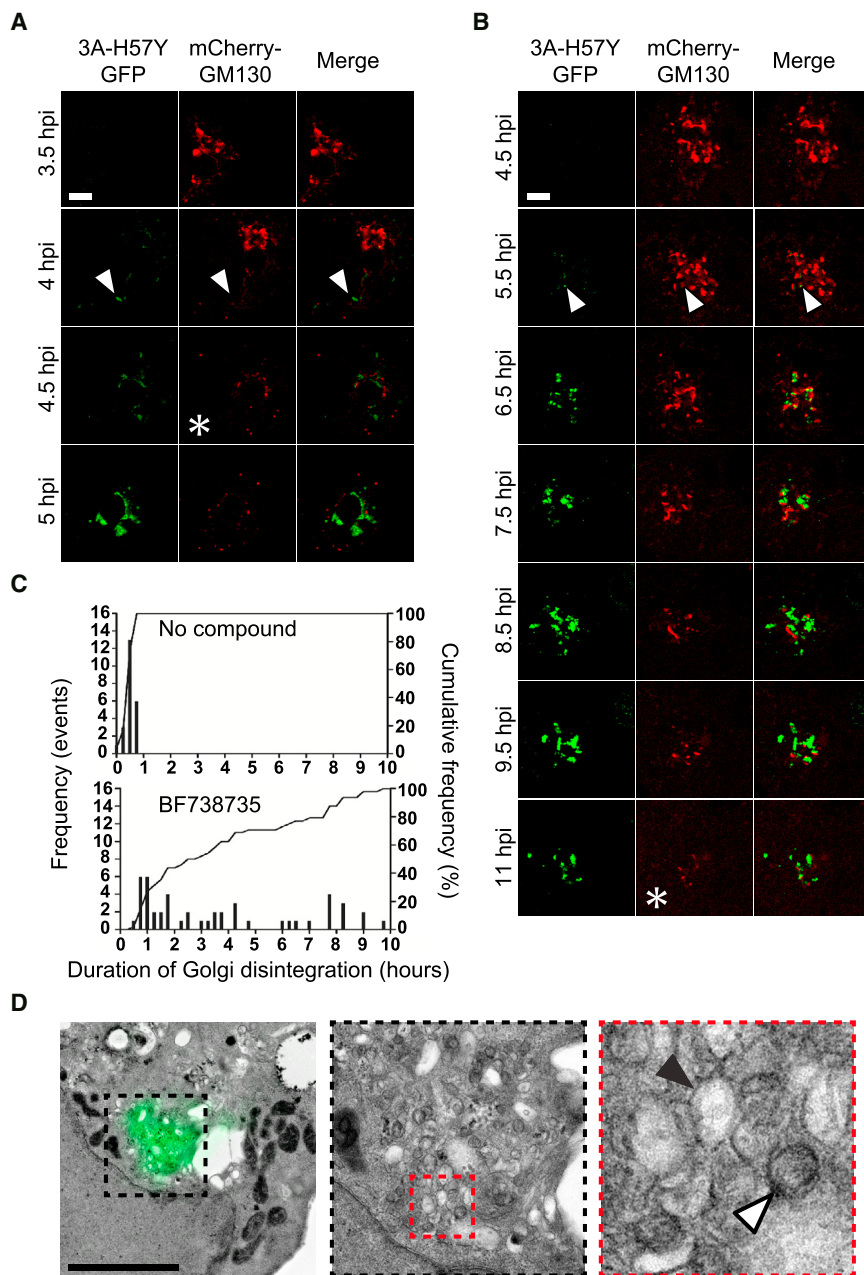 A
3A-H57Y GFP
mCherry-GM130
Merge
3.5 hpi
4 hpi
4.5 hpi
*
5 hpi
B
3A-H57Y GFP
mCherry-GM130
Merge
4.5 hpi
5.5 hpi
6.5 hpi
7.5 hpi
8.5 hpi
9.5 hpi
11 hpi
*
C
Frequency (events)
Cumulative frequency (%)
No compound
16
14
12
10
8
6
4
2
0
100
80
60
40
20
0
0 1 2 3 4 5 6 7 8 9 10
BF738735
16
14
12
10
8
6
4
2
0
100
80
60
40
20
0
0 1 2 3 4 5 6 7 8 9 10
Duration of Golgi disintegration (hours)
D